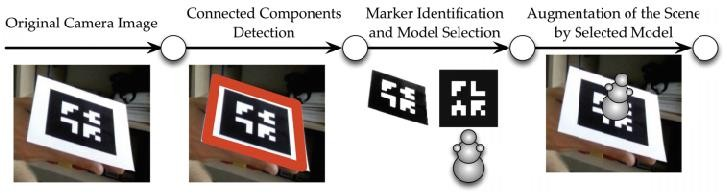 Original Camera Image
Connected Components
Detection
Marker Identification
and Model Selection
Augmentation of the Scene
by Selected Model